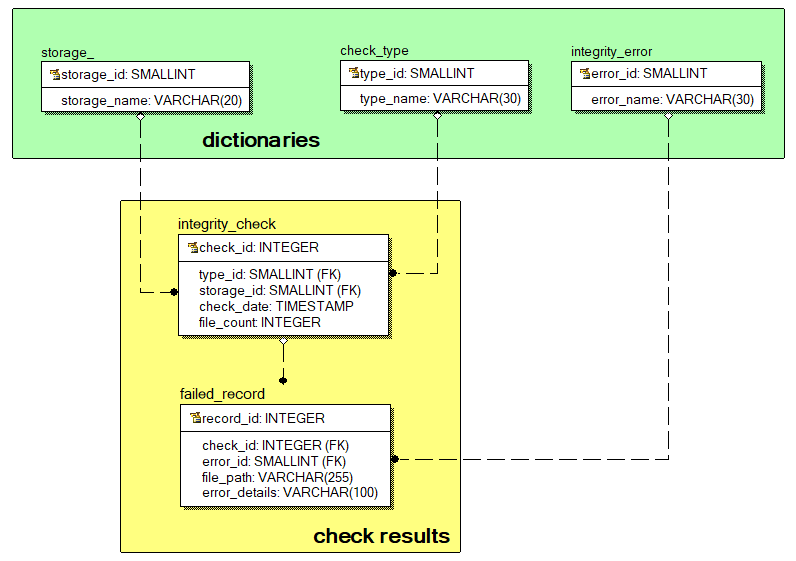 storage_
storage_id: SMALLINT
storage_name: VARCHAR(20)
check_type
type_id: SMALLINT
type_name: VARCHAR(30)
integrity_error
error_id: SMALLINT
error_name: VARCHAR(30)
dictionaries
integrity_check
check_id: INTEGER
type_id: SMALLINT (FK)
storage_id: SMALLINT (FK)
check_date: TIMESTAMP
file_count: INTEGER
failed_record
record_id: INTEGER
check_id: INTEGER (FK)
error_id: SMALLINT (FK)
file_path: VARCHAR(255)
error_details: VARCHAR(100)
check results